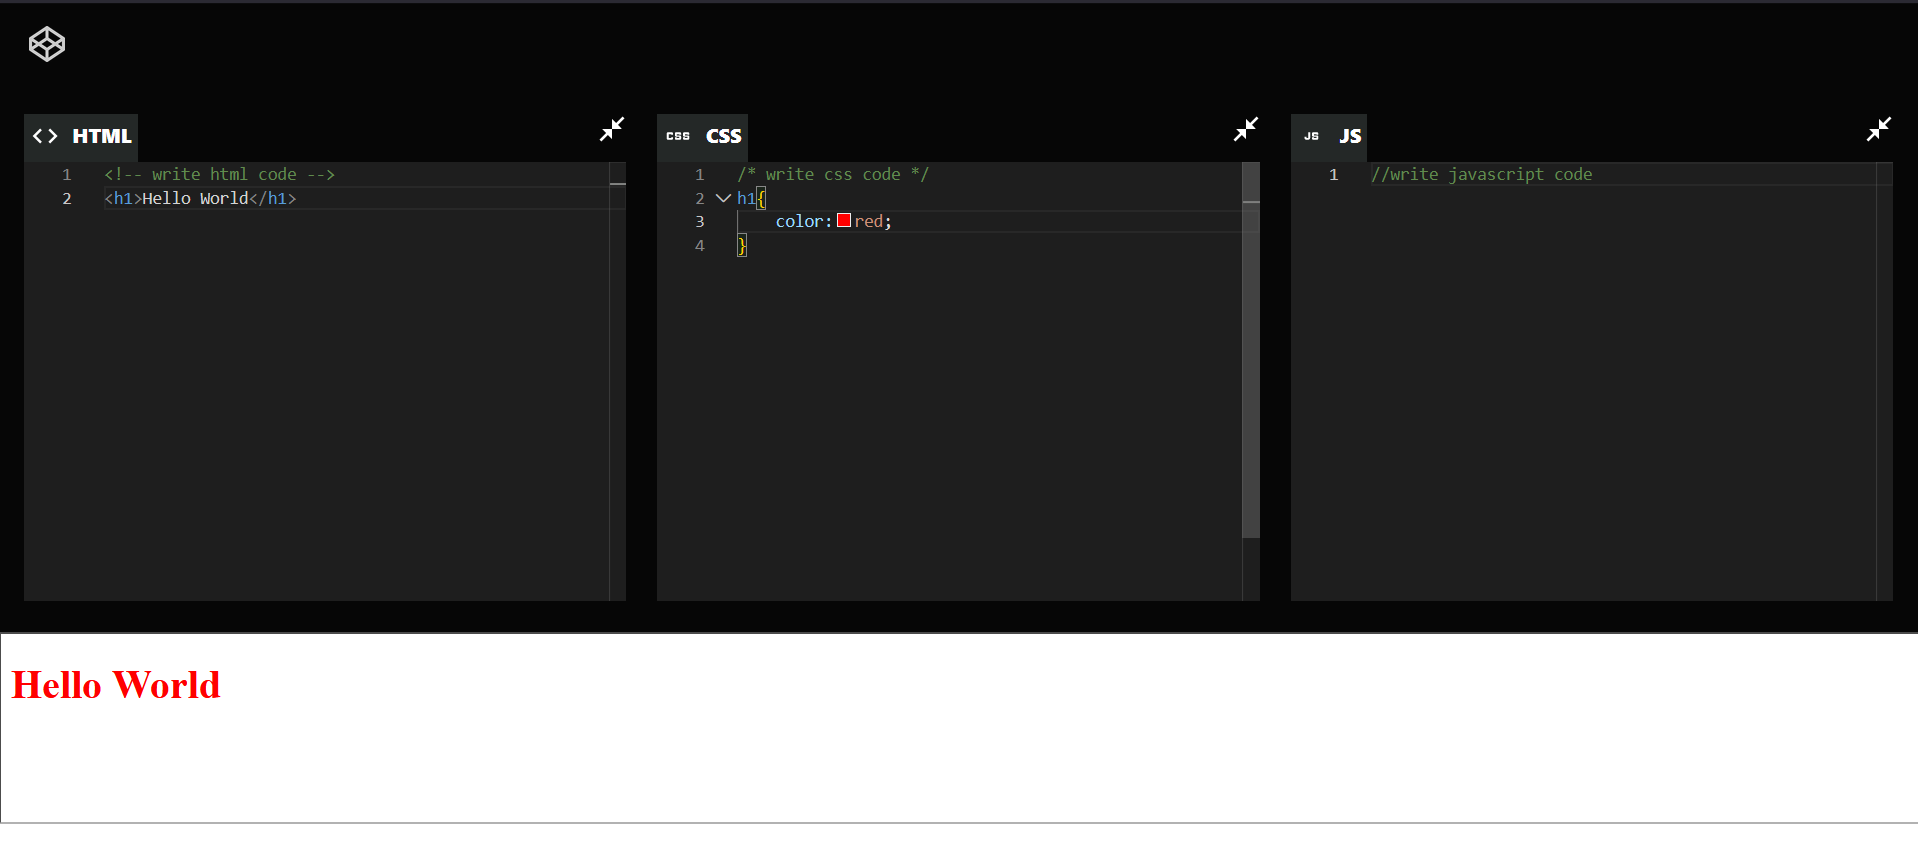 HTML
1 <!-- write html code -->
2 <h1>Hello World</h1>
CSS CSS
1 /* write css code */
2 h1{
3 color: red;
4 }
JS JS
1 //write javascript code
Hello World